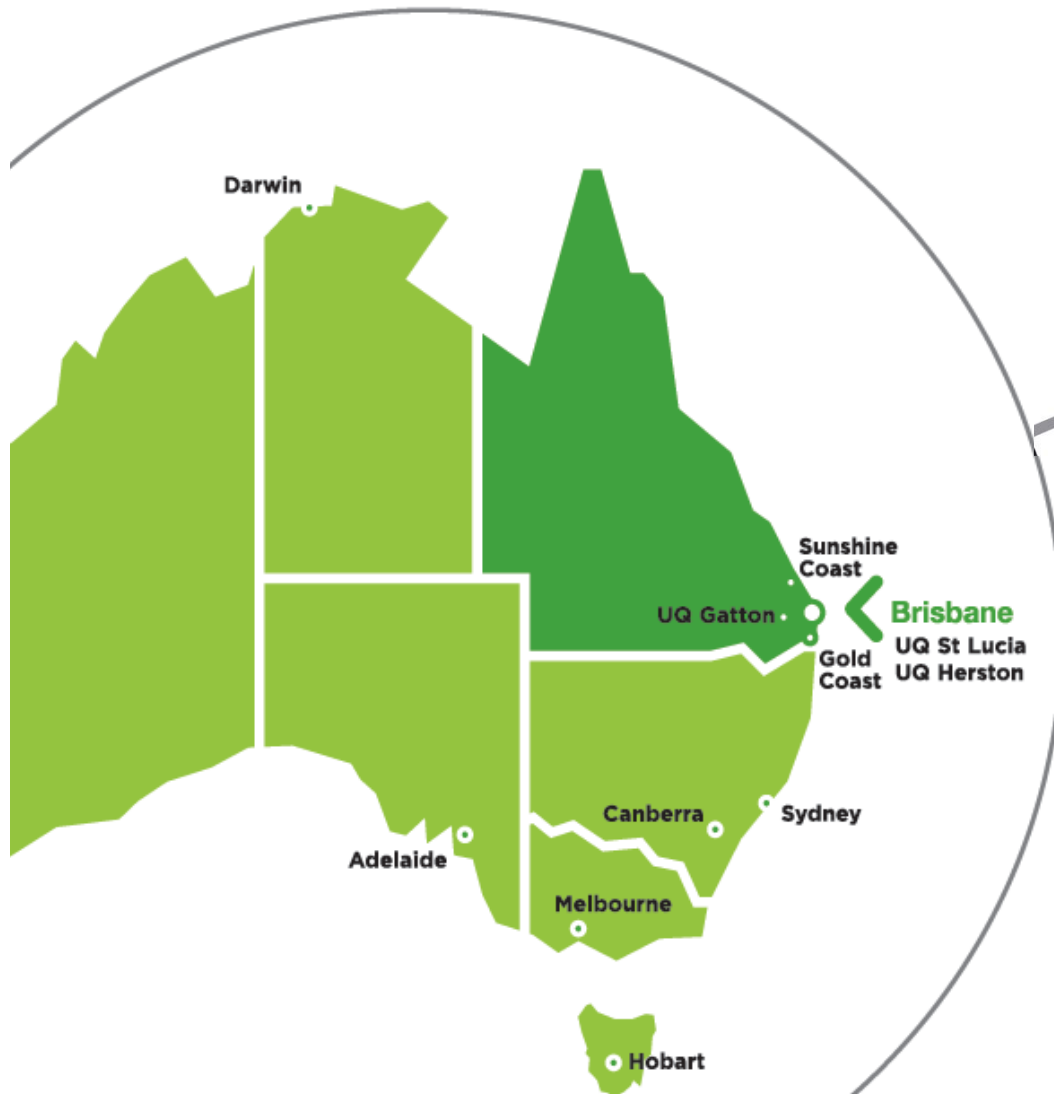 Darwin
Sunshine
Coast
UQ Gatton
Brisbane
UQ St Lucia
UQ Herston
Gold
Coast
Canberra
Sydney
Adelaide
Melbourne
Hobart